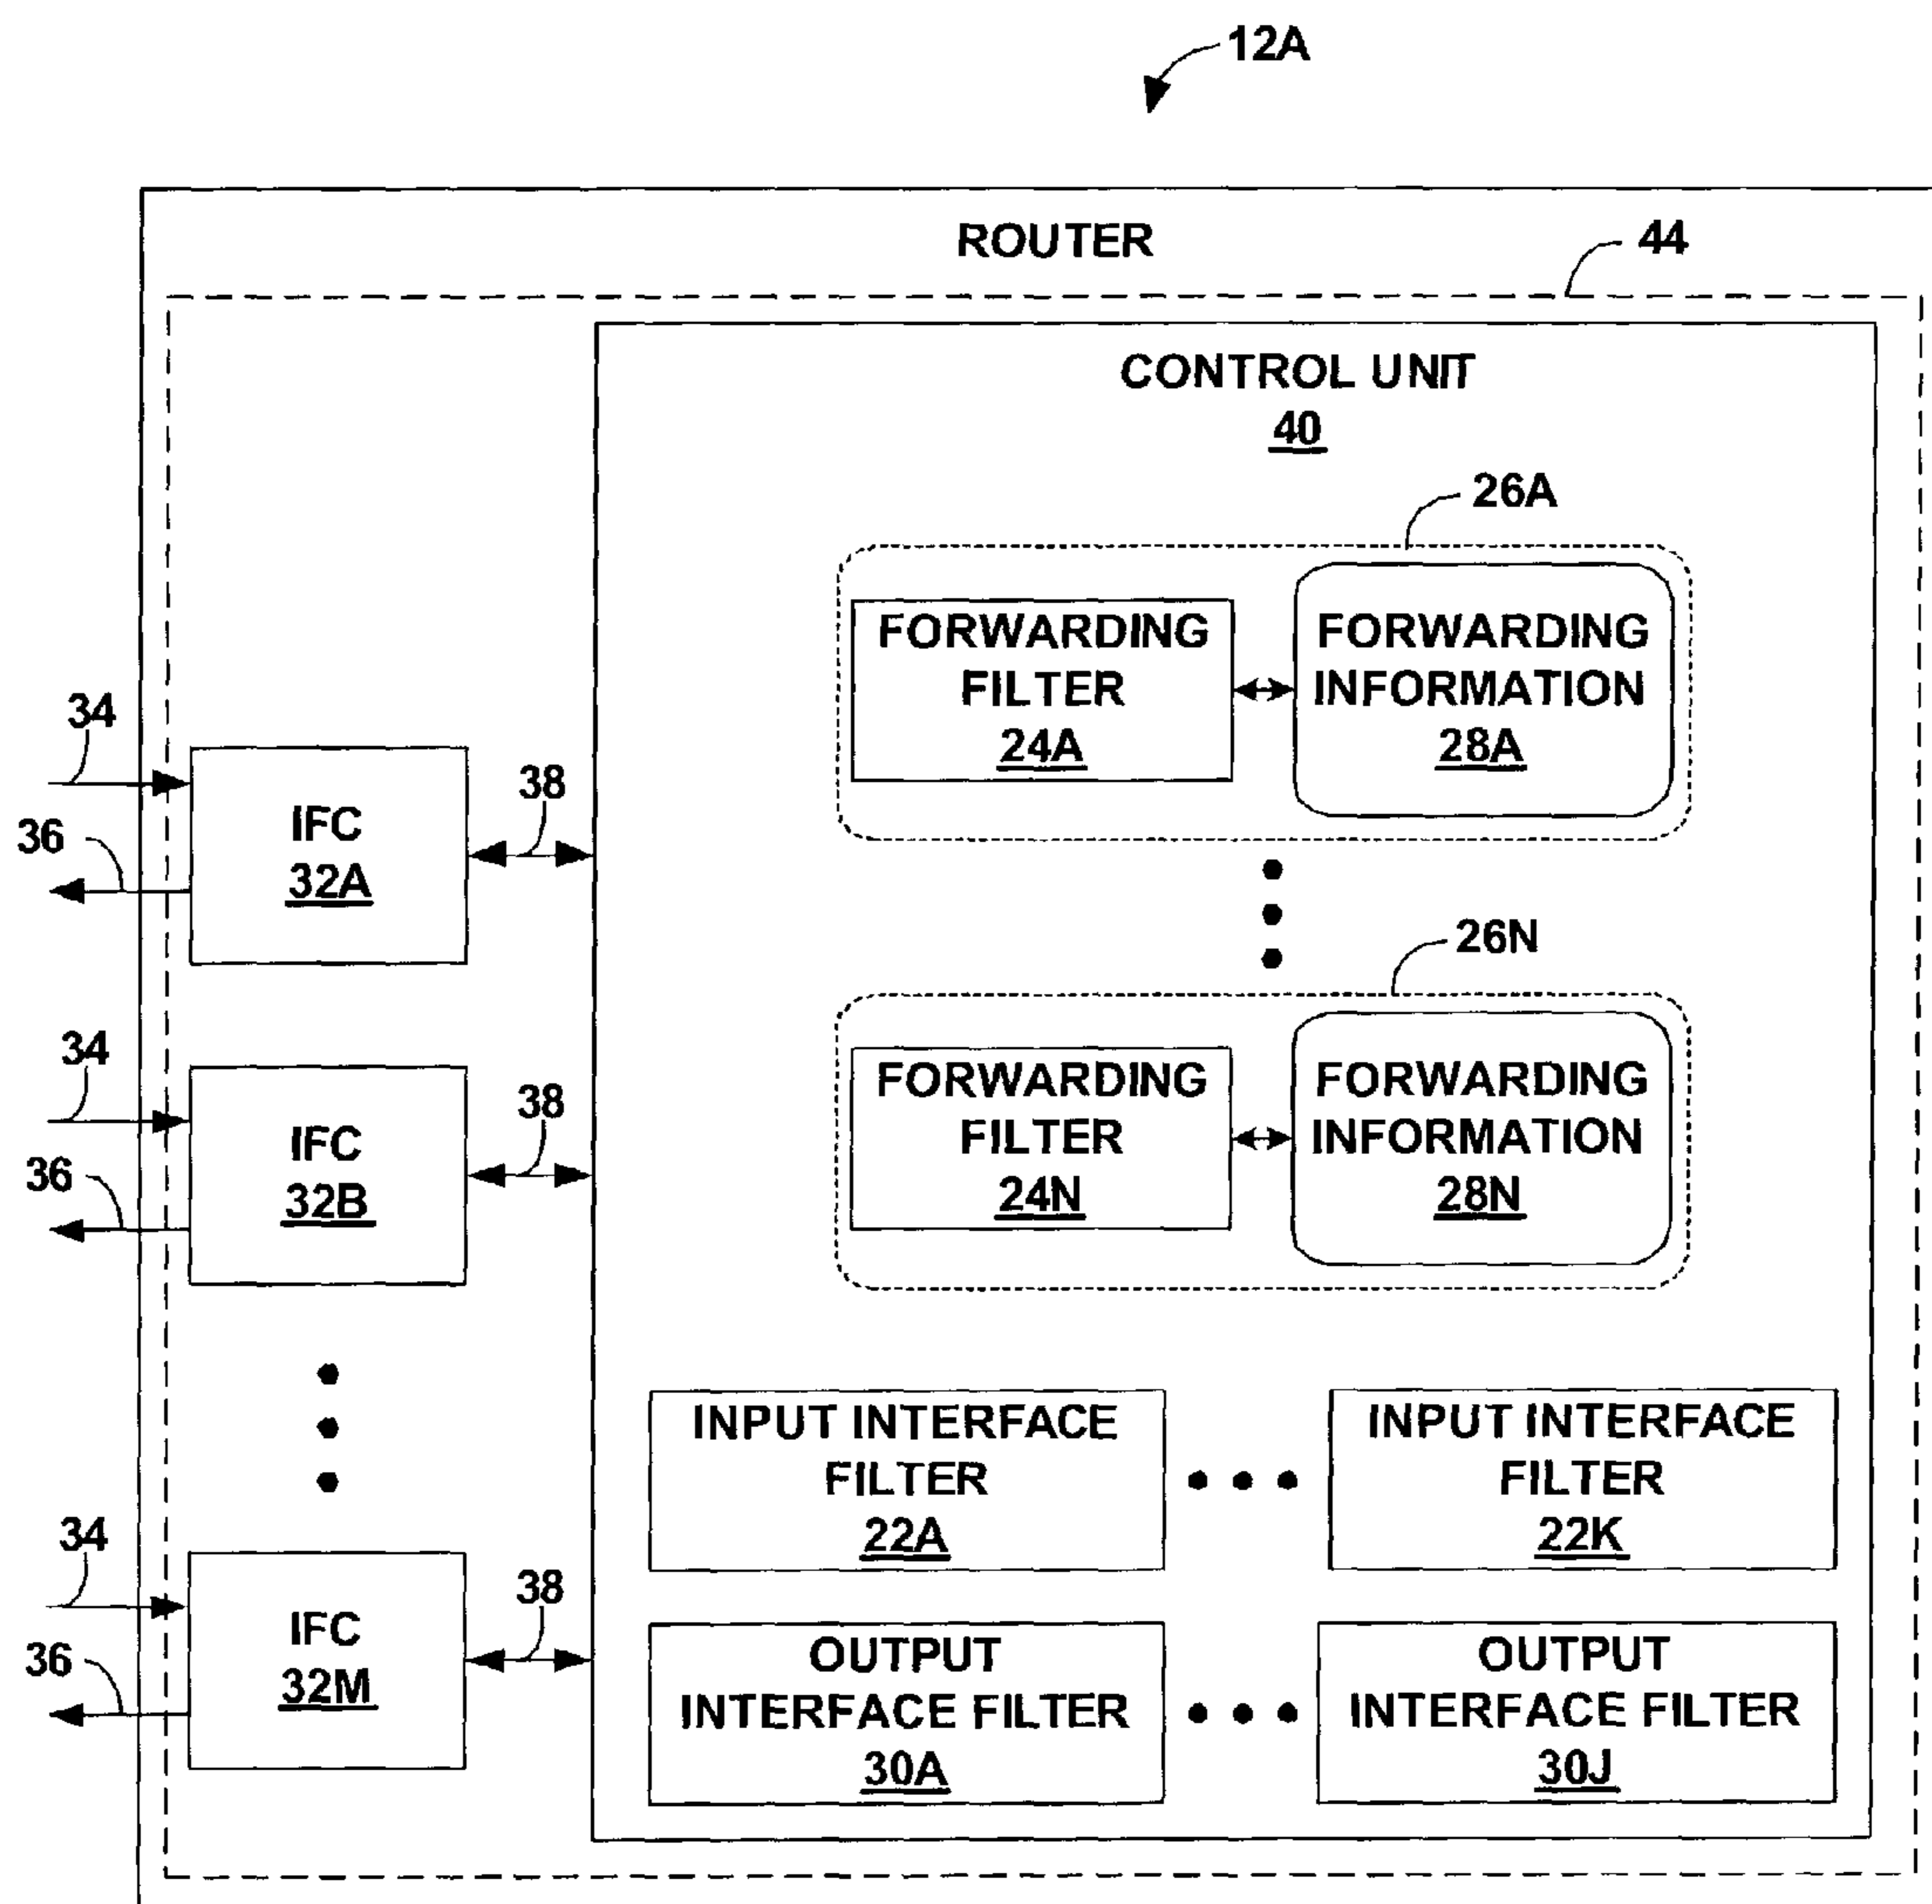 12A
ROUTER
44
CONTROL UNIT
40
26A
FORWARDING
FILTER
24A
FORWARDING
INFORMATION
28A
34
36
IFC
32A
38
26N
FORWARDING
FILTER
24N
FORWARDING
INFORMATION
28N
34
36
IFC
32B
38
INPUT INTERFACE
FILTER
22A
INPUT INTERFACE
FILTER
22K
34
36
IFC
32M
38
OUTPUT
INTERFACE FILTER
30A
OUTPUT
INTERFACE FILTER
30J